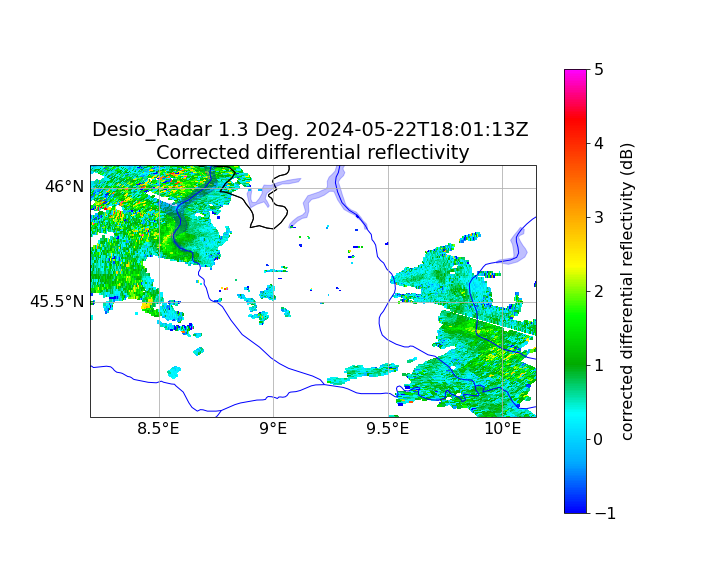 Desio_Radar 1.3 Deg. 2024-05-22T18:01:13Z
Corrected differential reflectivity
46°N
45.5°N
8.5°E
9°E
9.5°E
10°E
5
4
3
2
1
0
−1
corrected differential reflectivity (dB)